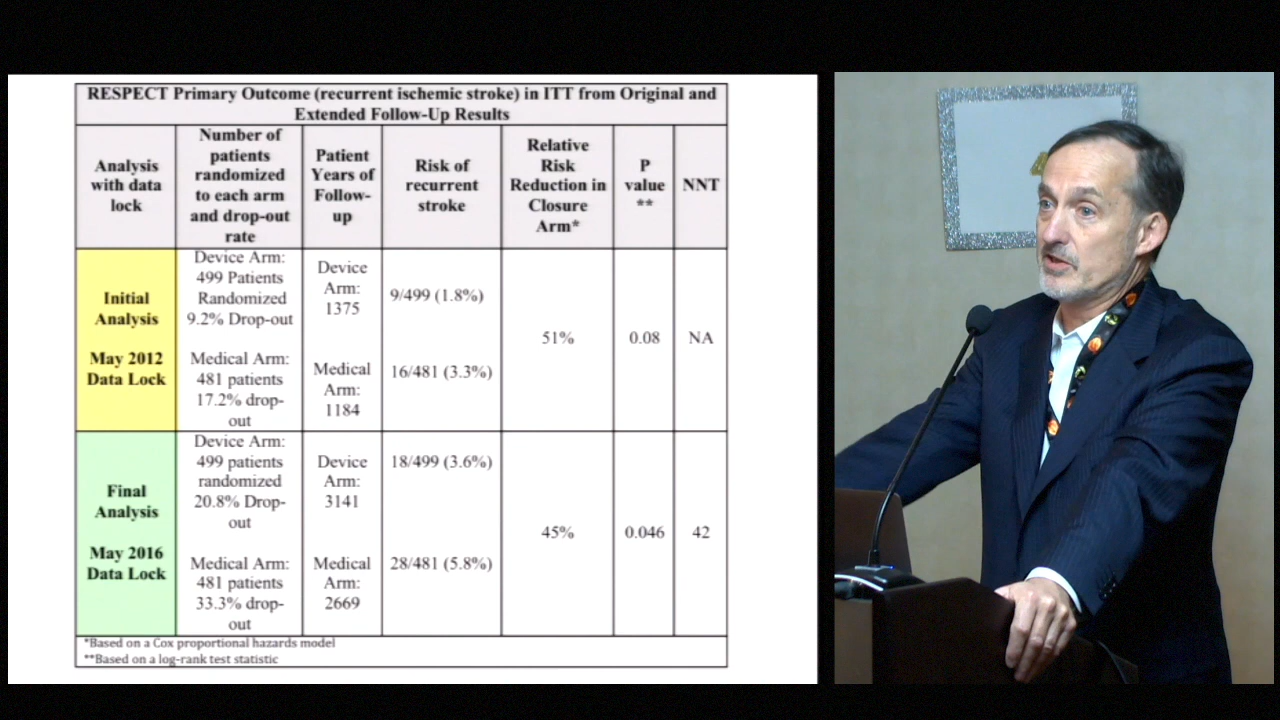 RESPECT Primary Outcome (recurrent ischemic stroke) in ITT from Original and
Extended Follow-Up Results
Analysis
with data
lock
Number of
patients
randomized
to each arm
and drop-out
rate
Patient
Years of
Follow-
up
Risk of
recurrent
stroke
Relative
Risk
Reduction in
Closure
Arm*
P
value
**
NNT
Initial
Analysis
May 2012
Data Lock
Device Arm:
499 Patients
Randomized
9.2% Drop-out
Medical Arm:
481 patients
17.2% drop-
out
Device
Arm:
1375
Medical
Arm:
1184
9/499 (1.8%)
16/481 (3.3%)
51%
0.08
NA
Final
Analysis
May 2016
Data Lock
Device Arm:
499 patients
randomized
20.8% Drop-
out
Medical Arm:
481 patients
33.3% drop-
out
Device
Arm:
3141
Medical
Arm:
2669
18/499 (3.6%)
28/481 (5.8%)
45%
0.046
42
*Based on a Cox proportional hazards model
**Based on a log-rank test statistic